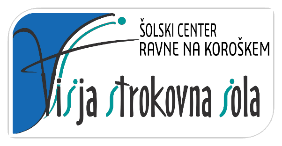 ŠOLSKI CENTER
RAVNE NA KOROŠKEM
Višja strokovna šola